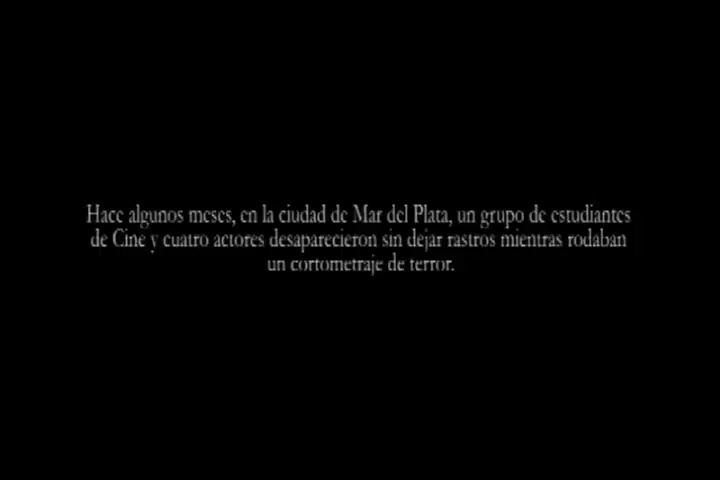 Hace algunos meses, en la ciudad de Mar del Plata, un grupo de estudiantes
de Cine y cuatro actores desaparecieron sin dejar rastros mientras rodaban
un cortometraje de terror.